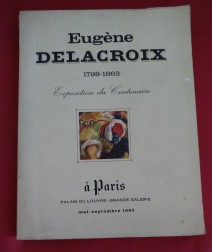 Eugène
DELACROIX
1798-1863
Exposition du Centenaire
à Paris
PALAIS DU LOUVRE - GRANDE GALERIE
mai-septembre 1963